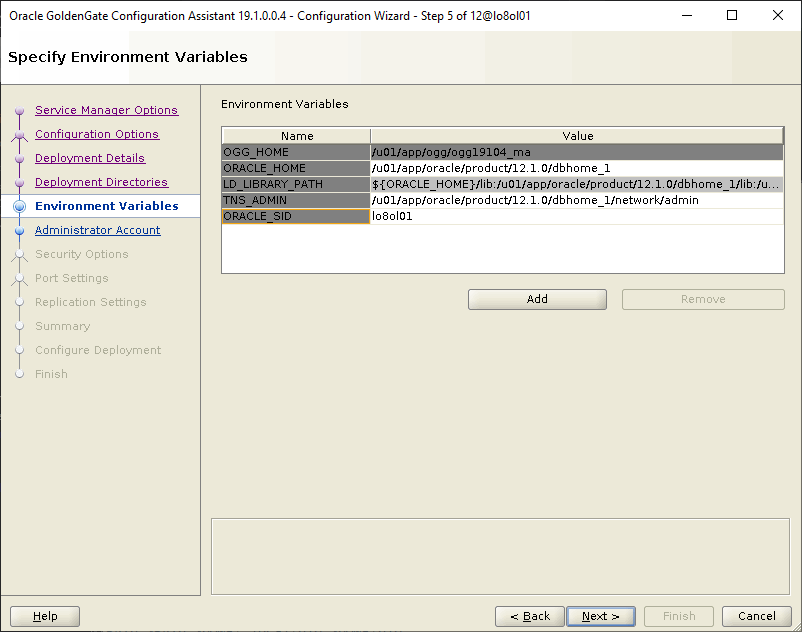 Oracle GoldenGate Configuration Assistant 19.1.0.0.4 - Configuration Wizard - Step 5 of 12@lo8ol01
Specify Environment Variables
Service Manager Options
Configuration Options
Deployment Details
Deployment Directories
Environment Variables
Administrator Account
Security Options
Port Settings
Replication Settings
Summary
Configure Deployment
Finish
Environment Variables
Name Value
OGG_HOME /u01/app/ogg/ogg19104_ma
ORACLE_HOME /u01/app/oracle/product/12.1.0/dbhome_1
LD_LIBRARY_PATH ${ORACLE_HOME}/lib:/u01/app/oracle/product/12.1.0/dbhome_1/lib:/u...
TNS_ADMIN /u01/app/oracle/product/12.1.0/dbhome_1/network/admin
ORACLE_SID lo8ol01
Add Remove
Help < Back Next > Finish Cancel